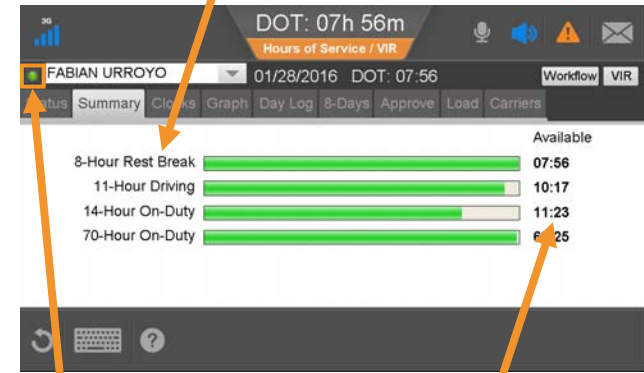 3G
DOT: 07h 56m
Hours of Service / VIR
FABIAN URROYO 01/28/2016 DOT: 07:56 Workflow VIR
Summary Clocks Graph Day Log 8-Days Approve Load Carriers
Available
8-Hour Rest Break 07:56
11-Hour Driving 10:17
14-Hour On-Duty 11:23
70-Hour On-Duty
?